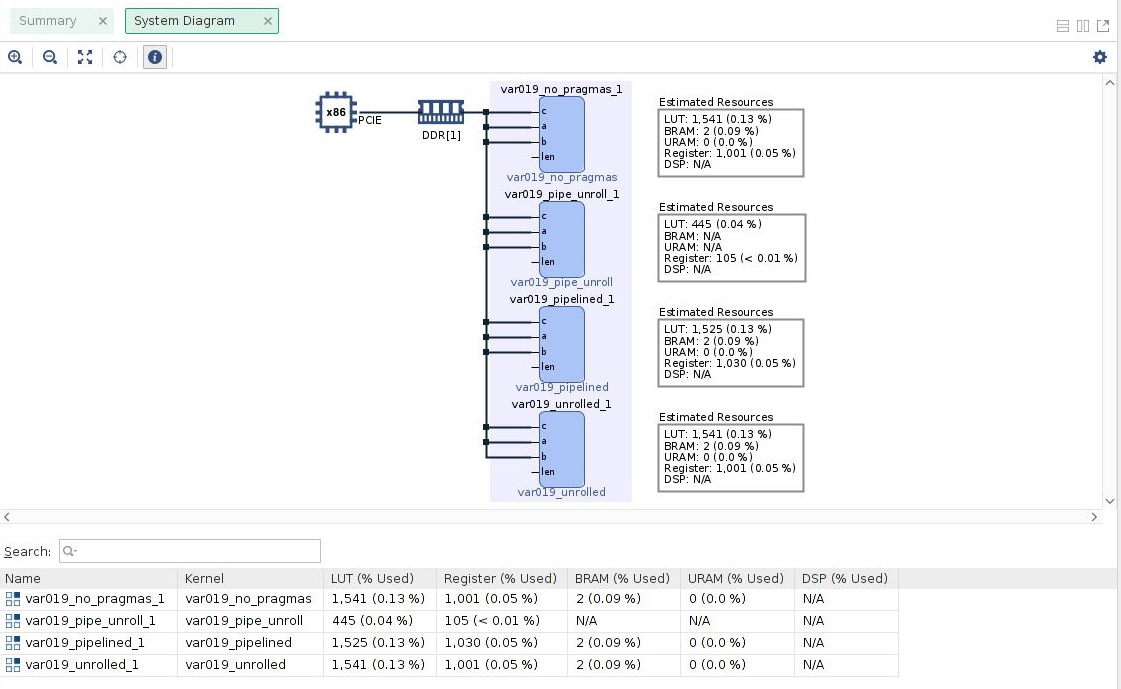 Summary
System Diagram
x86
PCIE
DDR[1]
var019_no_pragmas_1
c
a
b
len
var019_no_pragmas
Estimated Resources
LUT: 1,541 (0.13 %)
BRAM: 2 (0.09 %)
URAM: 0 (0.0 %)
Register: 1,001 (0.05 %)
DSP: N/A
var019_pipe_unroll_1
c
a
b
len
var019_pipe_unroll
Estimated Resources
LUT: 445 (0.04 %)
BRAM: N/A
URAM: N/A
Register: 105 (< 0.01 %)
DSP: N/A
var019_pipelined_1
c
a
b
len
var019_pipelined
Estimated Resources
LUT: 1,525 (0.13 %)
BRAM: 2 (0.09 %)
URAM: 0 (0.0 %)
Register: 1,030 (0.05 %)
DSP: N/A
var019_unrolled_1
c
a
b
len
var019_unrolled
Estimated Resources
LUT: 1,541 (0.13 %)
BRAM: 2 (0.09 %)
URAM: 0 (0.0 %)
Register: 1,001 (0.05 %)
DSP: N/A
Search:
Name Kernel LUT (% Used) Register (% Used) BRAM (% Used) URAM (% Used) DSP (% Used)
var019_no_pragmas_1 var019_no_pragmas 1,541 (0.13 %) 1,001 (0.05 %) 2 (0.09 %) 0 (0.0 %) N/A
var019_pipe_unroll_1 var019_pipe_unroll 445 (0.04 %) 105 (< 0.01 %) N/A N/A N/A
var019_pipelined_1 var019_pipelined 1,525 (0.13 %) 1,030 (0.05 %) 2 (0.09 %) 0 (0.0 %) N/A
var019_unrolled_1 var019_unrolled 1,541 (0.13 %) 1,001 (0.05 %) 2 (0.09 %) 0 (0.0 %) N/A